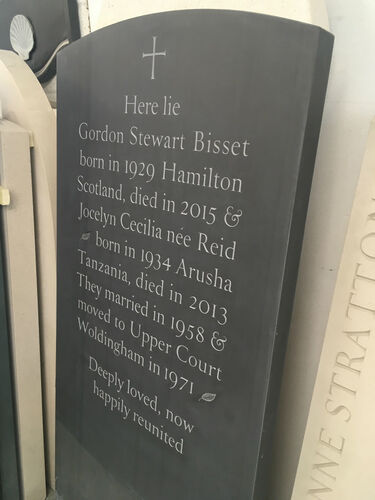 Here lie
Gordon Stewart Bisset
born in 1929 Hamilton
Scotland, died in 2015 &
Jocelyn Cecilia née Reid
born in 1934 Arusha
Tanzania, died in 2013
They married in 1958 &
moved to Upper Court
Woldingham in 1971
Deeply loved, now
happily reunited
NNE STRATTON